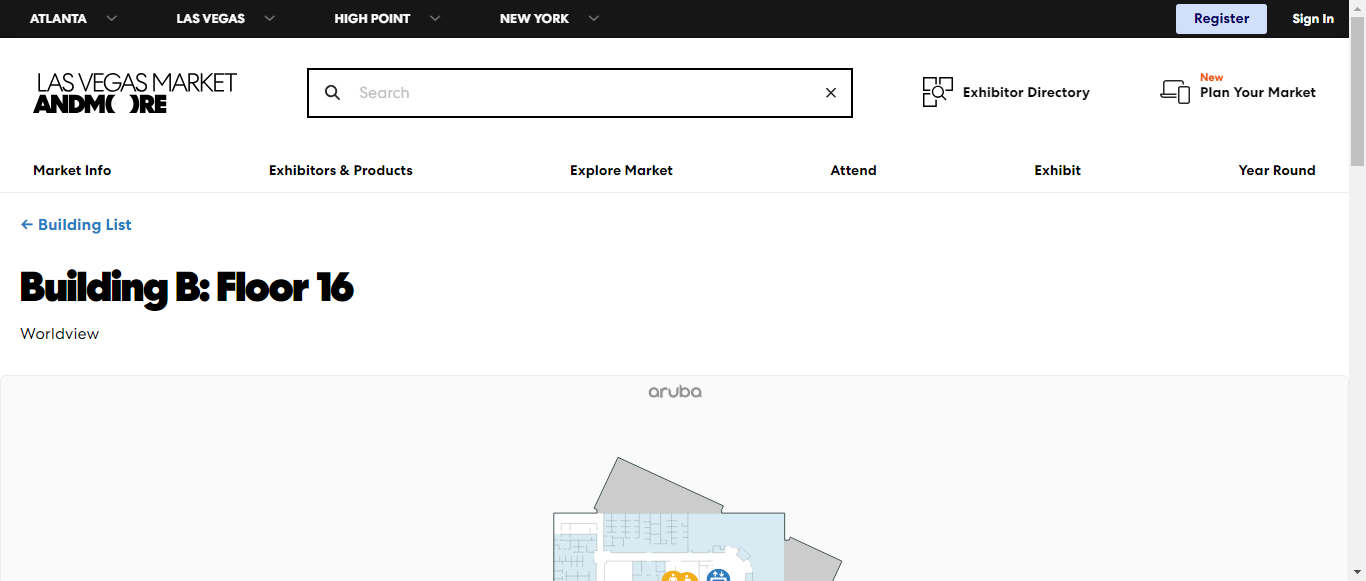 ATLANTA LAS VEGAS HIGH POINT NEW YORK Register Sign In
LAS VEGAS MARKET
ANDMORE
Search
Exhibitor Directory
New
Plan Your Market
Market Info Exhibitors & Products Explore Market Attend Exhibit Year Round
← Building List
Building B: Floor 16
Worldview
aruba